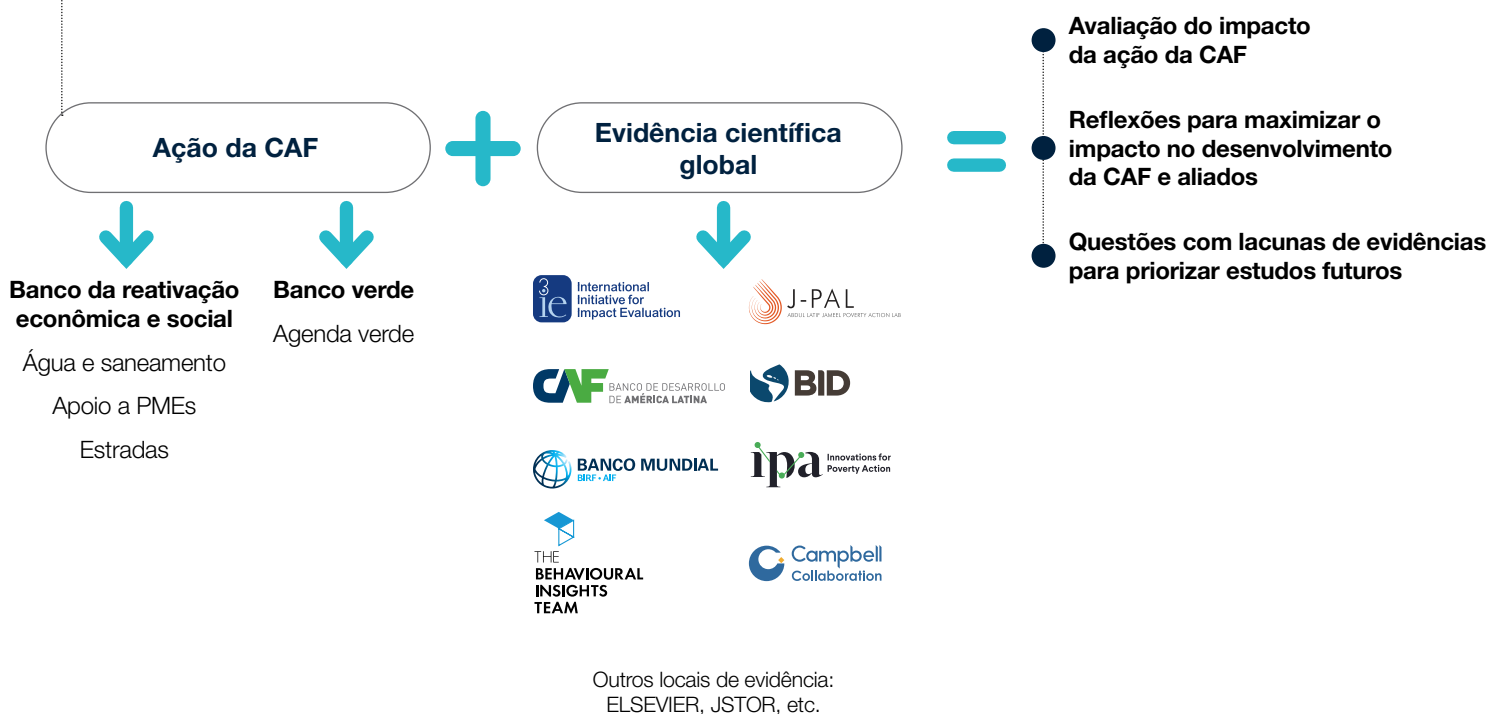 Ação da CAF
Evidência científica
global
Avaliação do impacto
da ação da CAF
Reflexões para maximizar o
impacto no desenvolvimento
da CAF e aliados
Questões com lacunas de evidências
para priorizar estudos futuros
Banco da reativação
econômica e social
Água e saneamento
Apoio a PMEs
Estradas
Banco verde
Agenda verde
3ie
International
Initiative for
Impact Evaluation
J-PAL
ABDUL LATIF JAMEEL POVERTY ACTION LAB
CAF
BANCO DE DESARROLLO
DE AMÉRICA LATINA
BID
BANCO MUNDIAL
BIRF • AIF
ipa
Innovations for
Poverty Action
THE
BEHAVIOURAL
INSIGHTS
TEAM
Campbell
Collaboration
Outros locais de evidência:
ELSEVIER, JSTOR, etc.